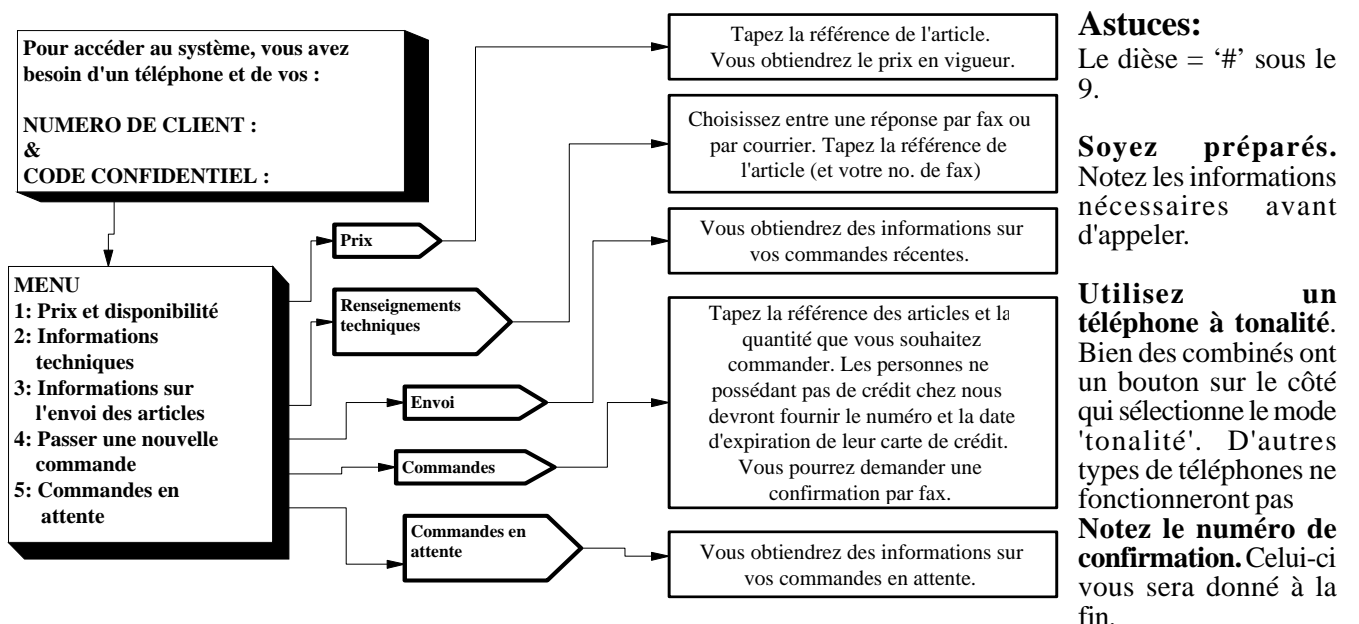 Pour accéder au système, vous avez
besoin d'un téléphone et de vos :
NUMERO DE CLIENT :
&
CODE CONFIDENTIEL :
MENU
1: Prix et disponibilité
2: Informations
techniques
3: Informations sur
l'envoi des articles
4: Passer une nouvelle
commande
5: Commandes en
attente
Prix
Renseignements
techniques
Envoi
Commandes
Commandes en
attente
Tapez la référence de l'article.
Vous obtiendrez le prix en vigueur.
Choisissez entre une réponse par fax ou
par courrier. Tapez la référence de
l'article (et votre no. de fax)
Vous obtiendrez des informations sur
vos commandes récentes.
Tapez la référence des articles et la
quantité que vous souhaitez
commander. Les personnes ne
possédant pas de crédit chez nous
devront fournir le numéro et la date
d'expiration de leur carte de crédit.
Vous pourrez demander une
confirmation par fax.
Vous obtiendrez des informations sur
vos commandes en attente.
Astuces:
Le dièse = ‘#’ sous le
9.
Soyez préparés.
Notez les informations
nécessaires avant
d'appeler.
Utilisez un
téléphone à tonalité.
Bien des combinés ont
un bouton sur le côté
qui sélectionne le mode
'tonalité'. D'autres
types de téléphones ne
fonctionneront pas
Notez le numéro de
confirmation. Celui-ci
vous sera donné à la
fin.